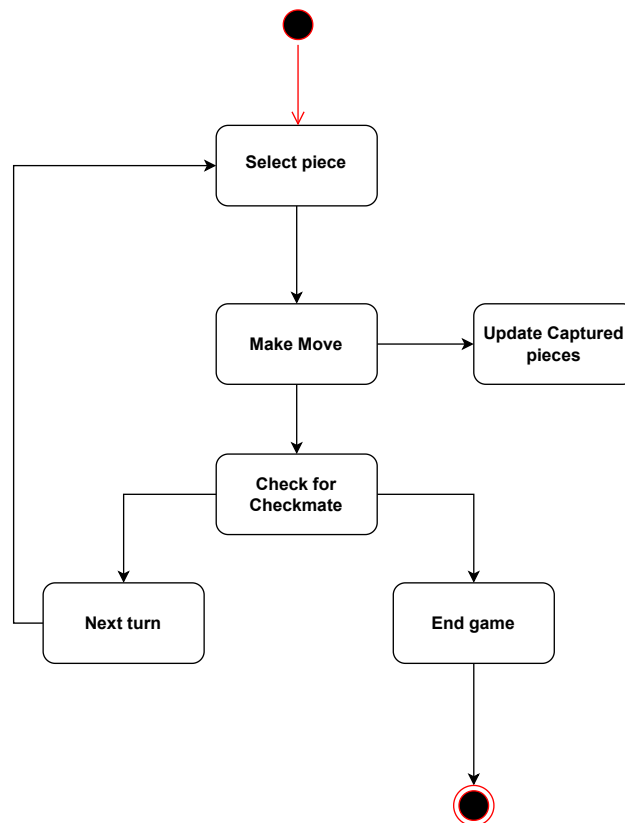 Select piece
Make Move
Update Captured
pieces
Check for
Checkmate
Next turn
End game